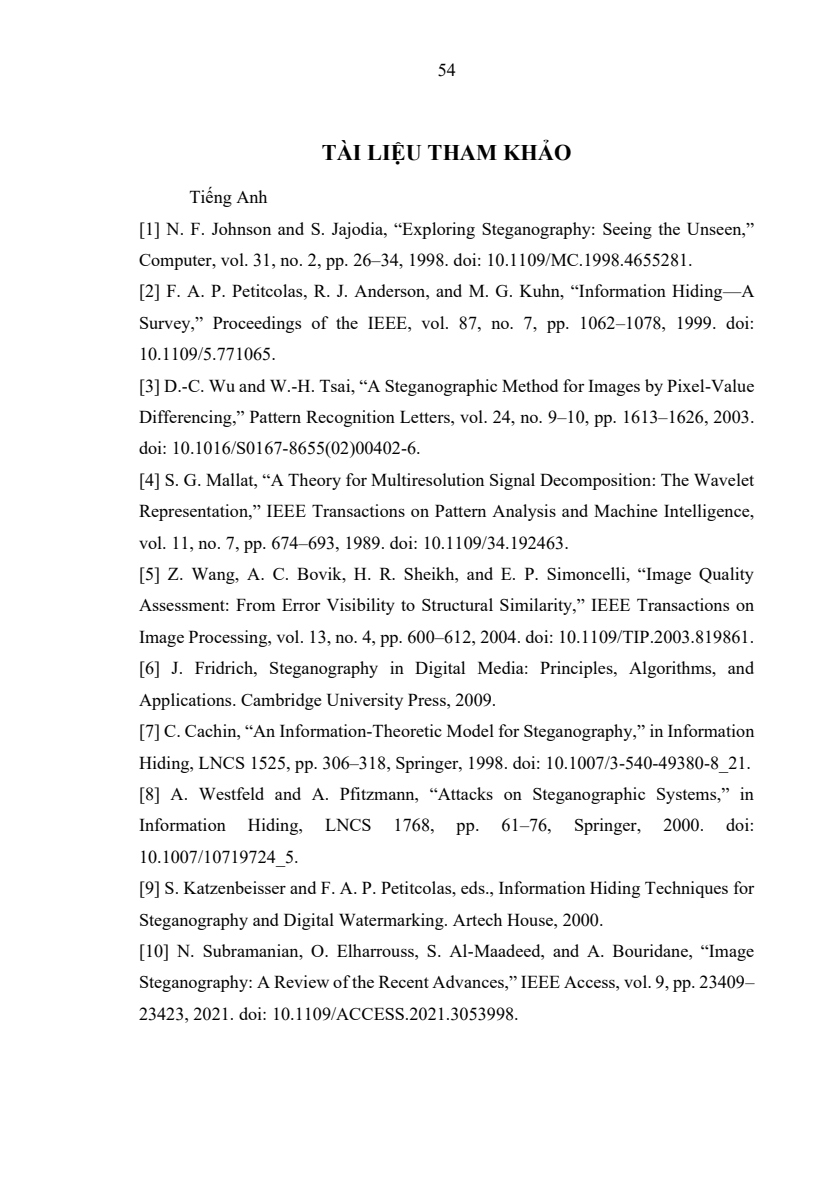 54
TÀI LIỆU THAM KHẢO
Tiếng Anh
[1] N. F. Johnson and S. Jajodia, “Exploring Steganography: Seeing the Unseen,”
Computer, vol. 31, no. 2, pp. 26–34, 1998. doi: 10.1109/MC.1998.4655281.
[2] F. A. P. Petitcolas, R. J. Anderson, and M. G. Kuhn, “Information Hiding—A
Survey,” Proceedings of the IEEE, vol. 87, no. 7, pp. 1062–1078, 1999. doi:
10.1109/5.771065.
[3] D.-C. Wu and W.-H. Tsai, “A Steganographic Method for Images by Pixel-Value
Differencing,” Pattern Recognition Letters, vol. 24, no. 9–10, pp. 1613–1626, 2003.
doi: 10.1016/S0167-8655(02)00402-6.
[4] S. G. Mallat, “A Theory for Multiresolution Signal Decomposition: The Wavelet
Representation,” IEEE Transactions on Pattern Analysis and Machine Intelligence,
vol. 11, no. 7, pp. 674–693, 1989. doi: 10.1109/34.192463.
[5] Z. Wang, A. C. Bovik, H. R. Sheikh, and E. P. Simoncelli, “Image Quality
Assessment: From Error Visibility to Structural Similarity,” IEEE Transactions on
Image Processing, vol. 13, no. 4, pp. 600–612, 2004. doi: 10.1109/TIP.2003.819861.
[6] J. Fridrich, Steganography in Digital Media: Principles, Algorithms, and
Applications. Cambridge University Press, 2009.
[7] C. Cachin, “An Information-Theoretic Model for Steganography,” in Information
Hiding, LNCS 1525, pp. 306–318, Springer, 1998. doi: 10.1007/3-540-49380-8_21.
[8] A. Westfeld and A. Pfitzmann, “Attacks on Steganographic Systems,” in
Information Hiding, LNCS 1768, pp. 61–76, Springer, 2000. doi:
10.1007/10719724_5.
[9] S. Katzenbeisser and F. A. P. Petitcolas, eds., Information Hiding Techniques for
Steganography and Digital Watermarking. Artech House, 2000.
[10] N. Subramanian, O. Elharrouss, S. Al-Maadeed, and A. Bouridane, “Image
Steganography: A Review of the Recent Advances,” IEEE Access, vol. 9, pp. 23409–
23423, 2021. doi: 10.1109/ACCESS.2021.3053998.